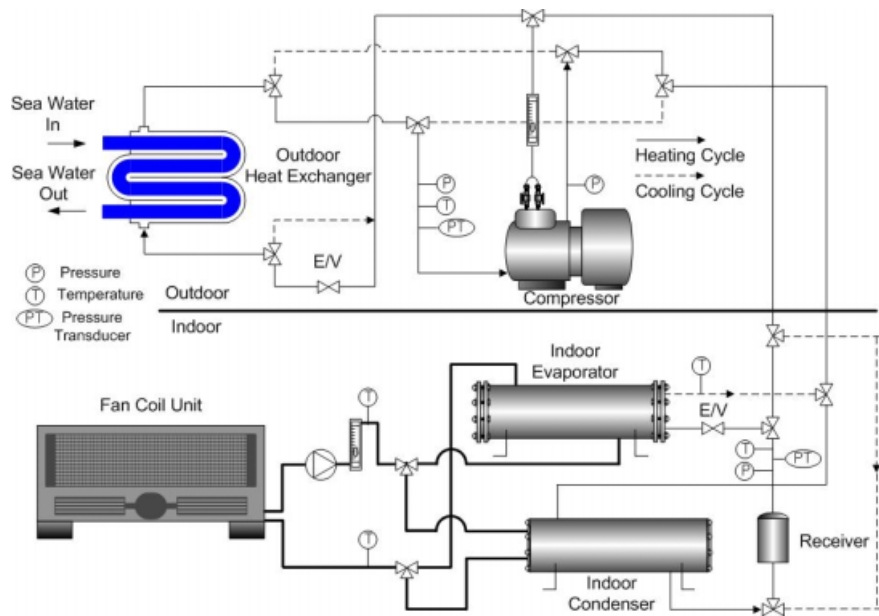 Sea Water
In
Sea Water
Out
Outdoor
Heat Exchanger
Heating Cycle
Cooling Cycle
P
T
PT
P
E/V
Compressor
P Pressure
T Temperature
PT Pressure
Transducer
Outdoor
Indoor
Indoor
Evaporator
T
E/V
Fan Coil Unit
T
T
PT
P
T
Receiver
Indoor
Condenser